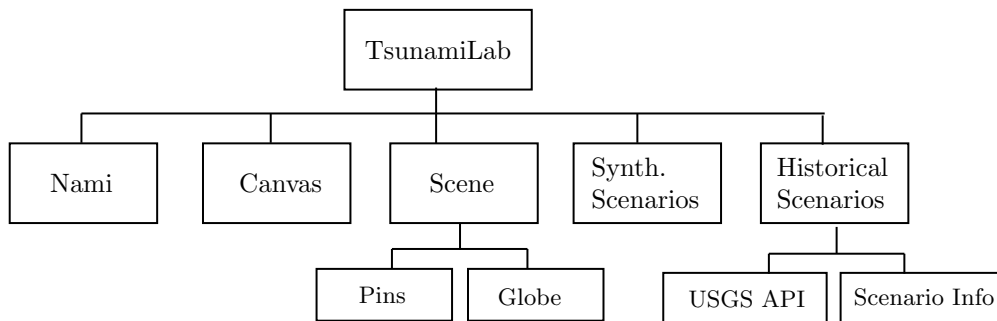 TsunamiLab
Nami
Canvas
Scene
Synth.
Scenarios
Historical
Scenarios
Pins
Globe
USGS API
Scenario Info